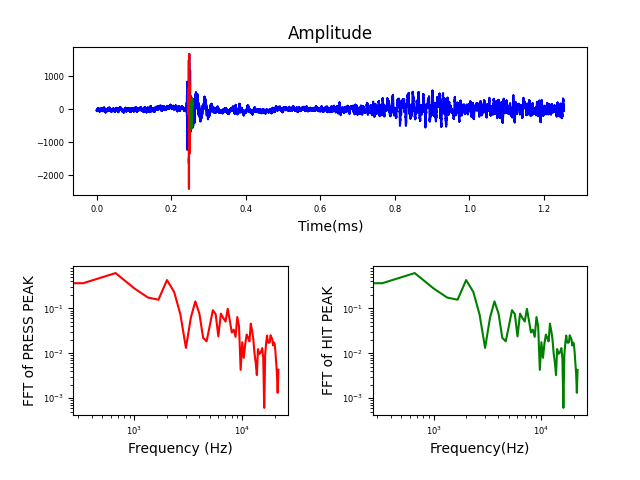 Amplitude
1000
0
−1000
−2000
0.0 0.2 0.4 0.6 0.8 1.0 1.2
Time(ms)
FFT of PRESS PEAK
10⁻¹
10⁻²
10⁻³
10³ 10⁴
Frequency (Hz)
FFT of HIT PEAK
10⁻¹
10⁻²
10⁻³
10³ 10⁴
Frequency(Hz)